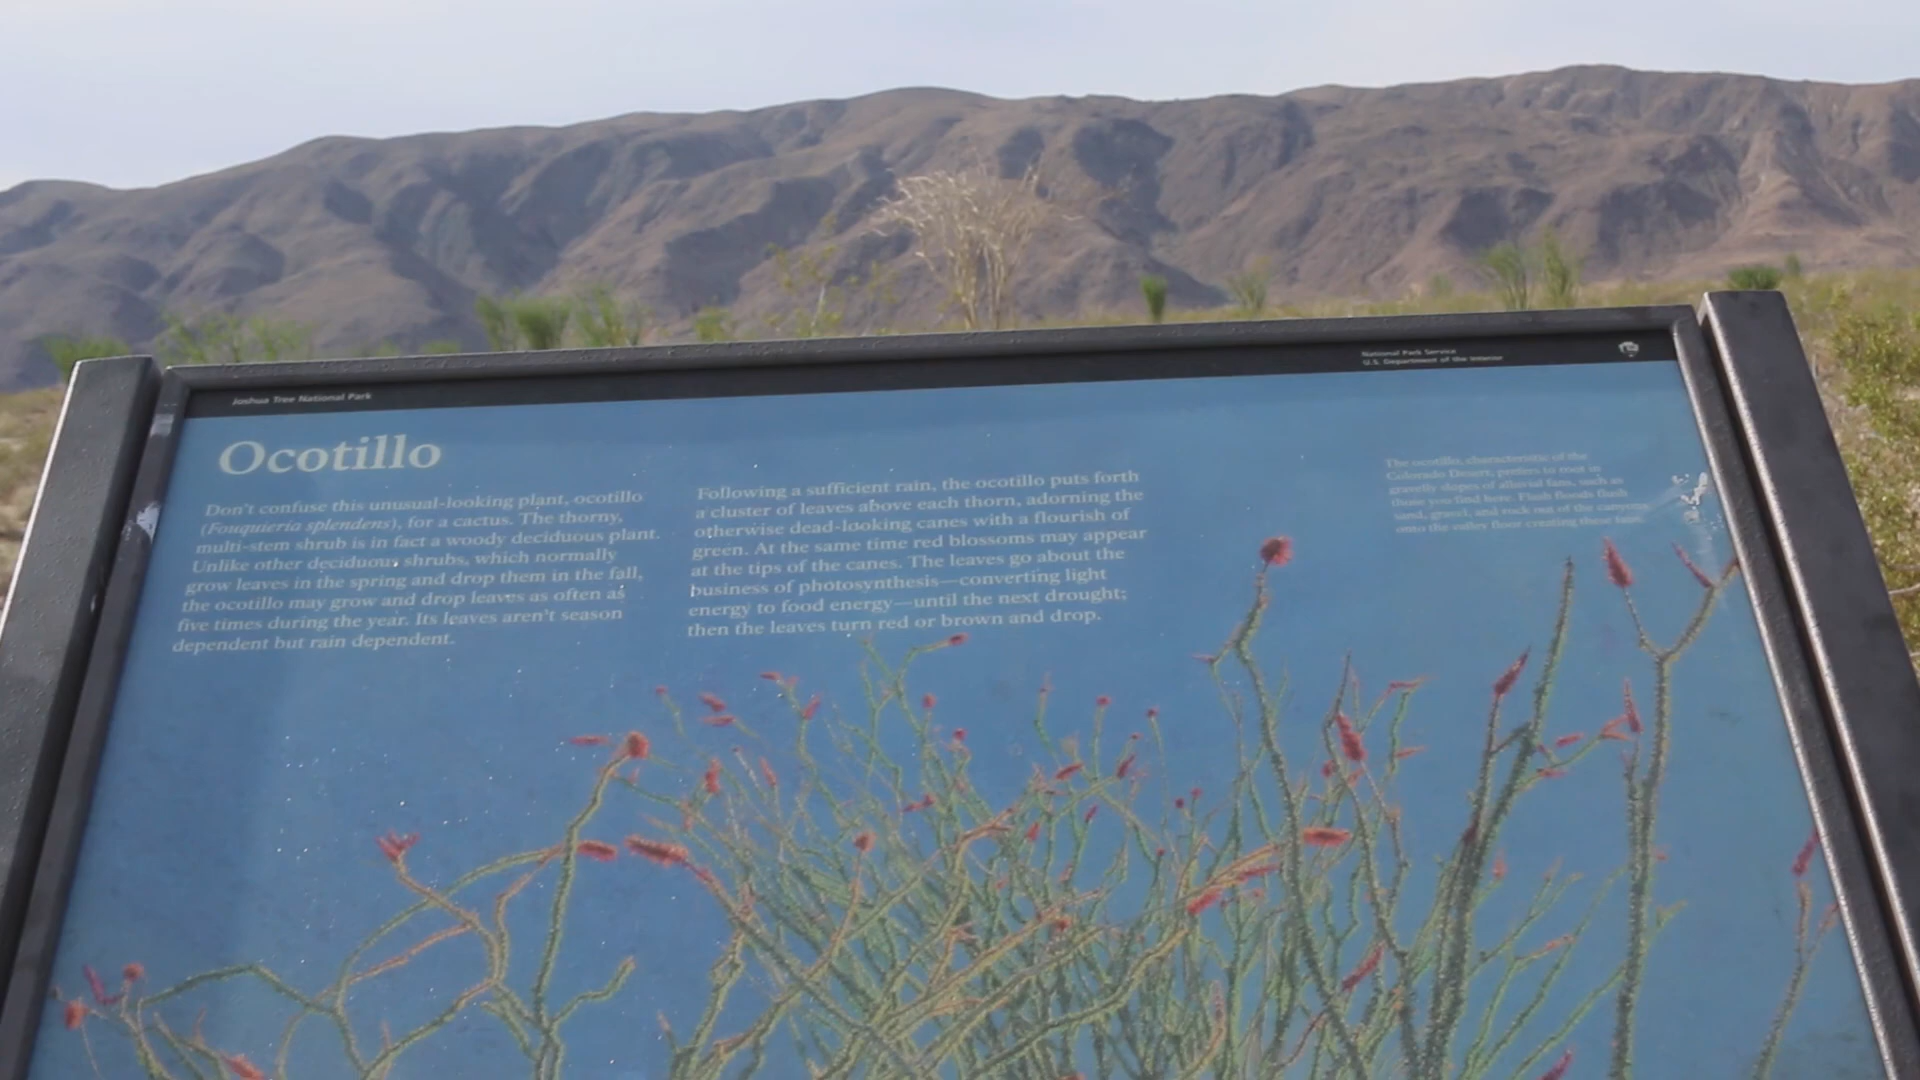 Joshua Tree National Park
National Park Service
U.S. Department of the Interior
Ocotillo
Don't confuse this unusual-looking plant, ocotillo
(Fouquieria splendens), for a cactus. The thorny,
multi-stem shrub is in fact a woody deciduous plant.
Unlike other deciduous shrubs, which normally
grow leaves in the spring and drop them in the fall,
the ocotillo may grow and drop leaves as often as
five times during the year. Its leaves aren't season
dependent but rain dependent.
Following a sufficient rain, the ocotillo puts forth
a cluster of leaves above each thorn, adorning the
otherwise dead-looking canes with a flourish of
green. At the same time red blossoms may appear
at the tips of the canes. The leaves go about the
business of photosynthesis—converting light
energy to food energy—until the next drought;
then the leaves turn red or brown and drop.
The ocotillo, characteristic of the
Colorado Desert, prefers to root in
gravelly slopes of alluvial fans, such as
those you find here. Flash floods flush
sand, gravel, and rock out of the canyons
onto the valley floor creating these fans.